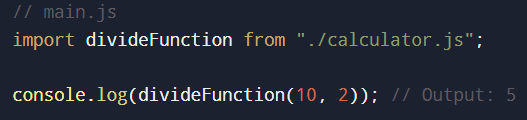 // main.js
import divideFunction from "./calculator.js";
console.log(divideFunction(10, 2)); // Output: 5